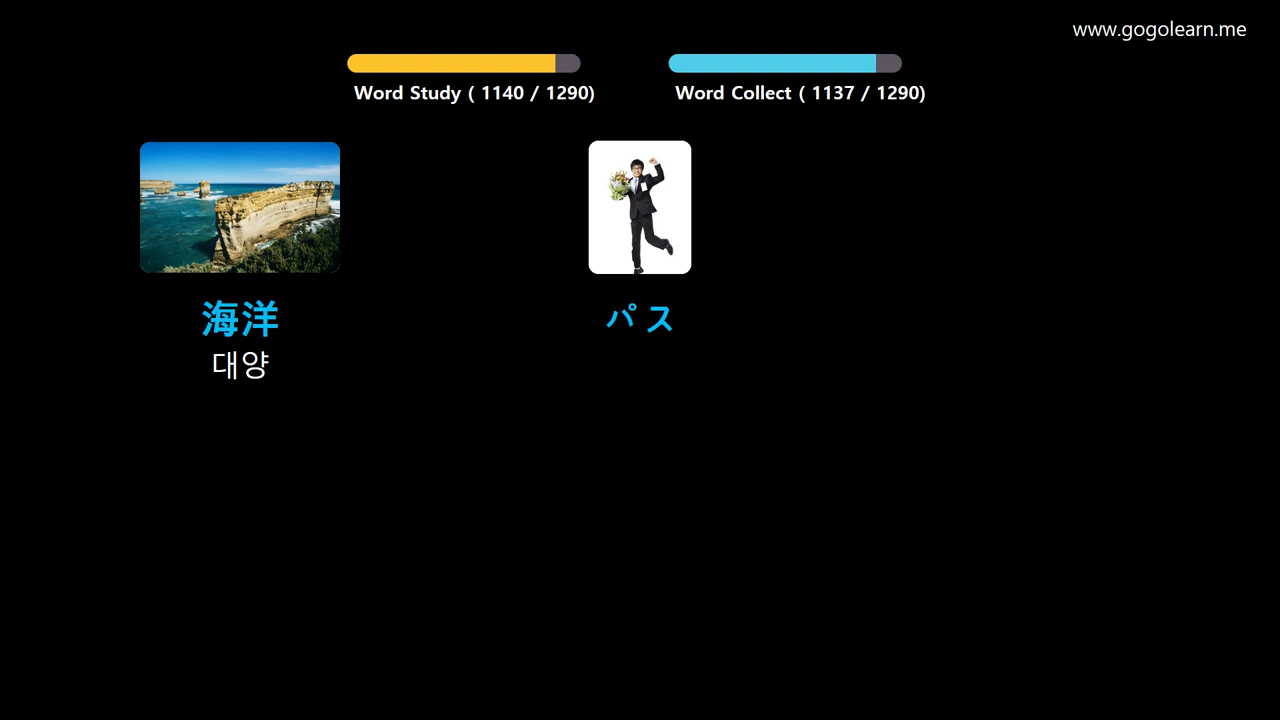 www.gogolearn.me
Word Study ( 1140 / 1290)
Word Collect ( 1137 / 1290)
海洋
대양
パス